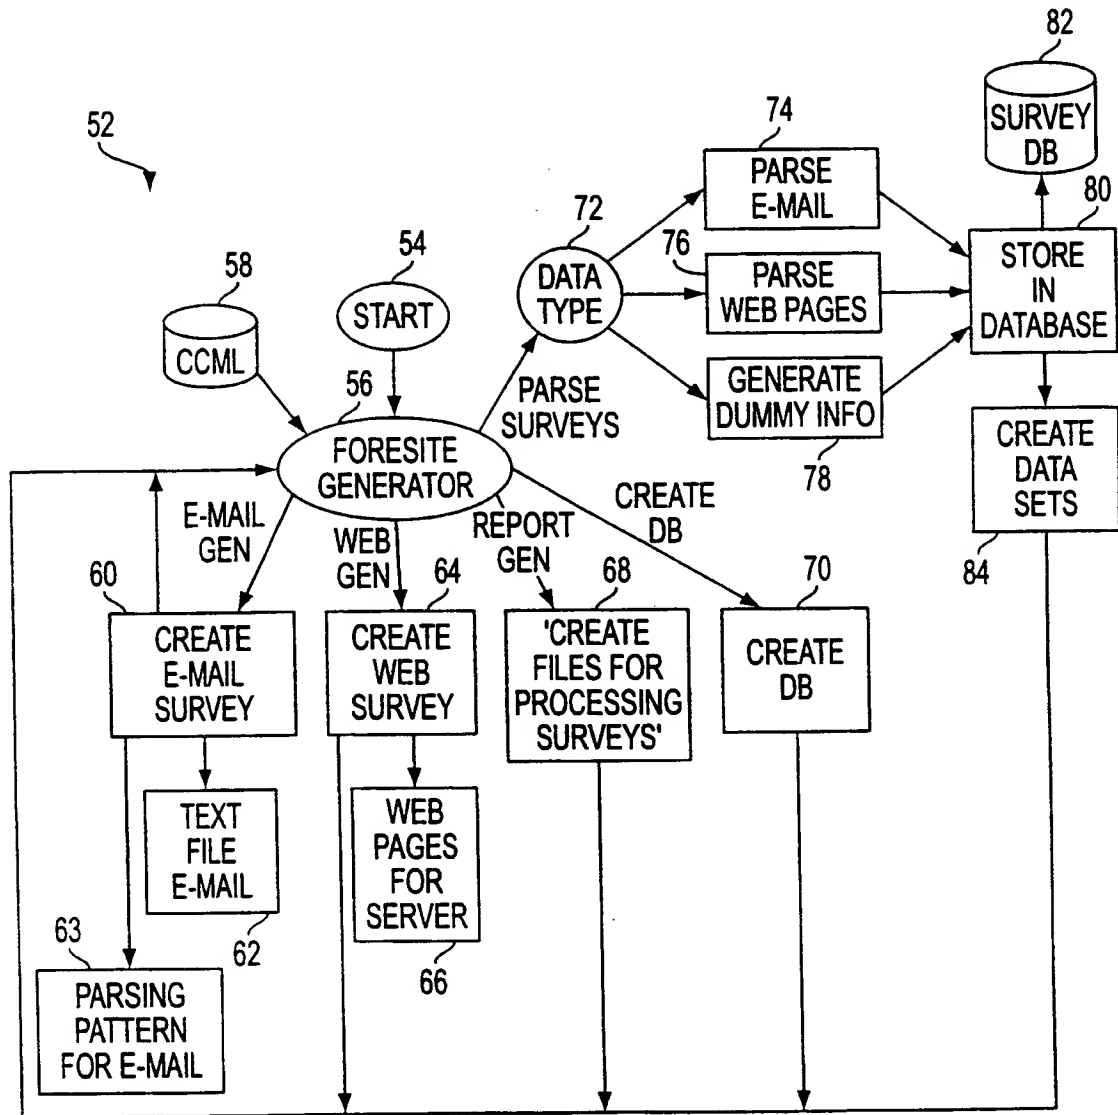 82
SURVEY
DB
52
74
PARSE
E-MAIL
80
STORE
IN
DATABASE
72
DATA
TYPE
76
PARSE
WEB PAGES
58
CCML
54
START
PARSE
SURVEYS
GENERATE
DUMMY INFO
78
56
FORESITE
GENERATOR
CREATE
DATA
SETS
84
E-MAIL
GEN
WEB
GEN
REPORT
GEN
CREATE
DB
60
CREATE
E-MAIL
SURVEY
64
CREATE
WEB
SURVEY
68
'CREATE
FILES FOR
PROCESSING
SURVEYS'
70
CREATE
DB
TEXT
FILE
E-MAIL
62
WEB
PAGES
FOR
SERVER
66
63
PARSING
PATTERN
FOR E-MAIL